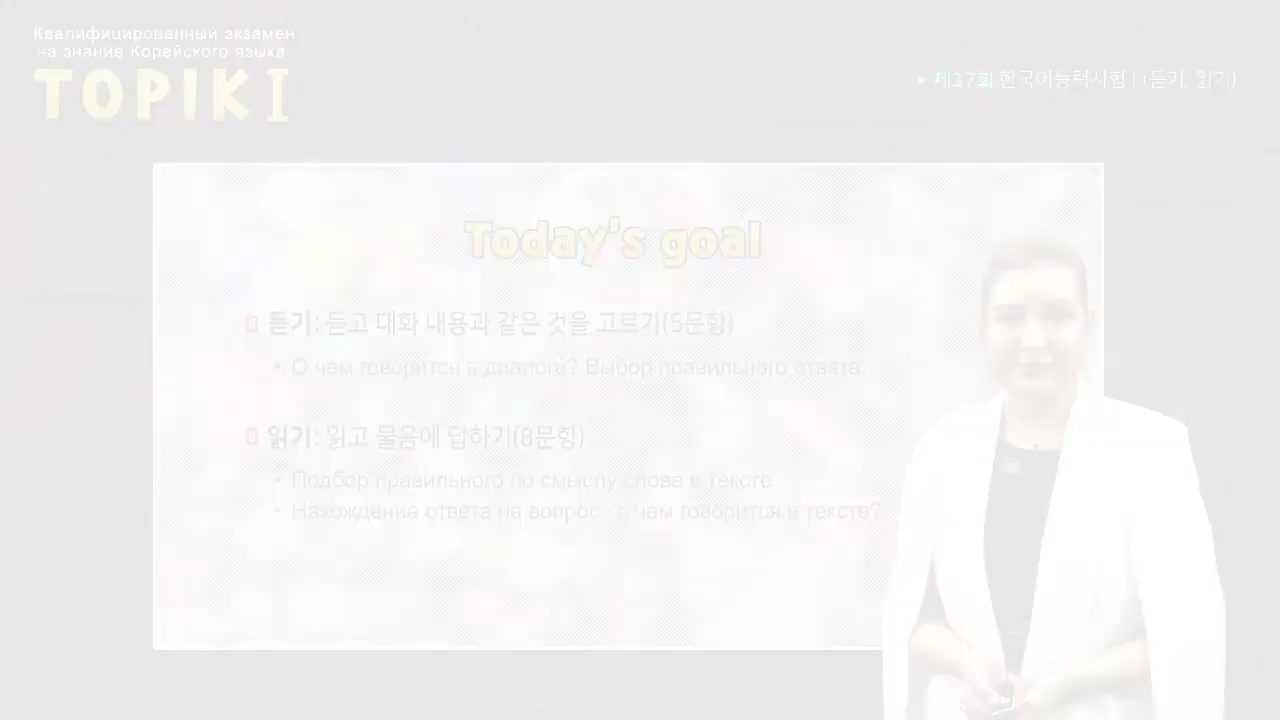 Квалифицированный экзамен
на знание Корейского языка
TOPIK I
▸ 제37회 한국어능력시험 I (듣기, 읽기)
Today's goal
듣기: 듣고 대화 내용과 같은 것을 고르기(5문항)
• О чем говорится в диалоге? Выбор правильного ответа.
읽기: 읽고 물음에 답하기(8문항)
• Подбор правильного по смыслу слова в тексте
• Нахождение ответа на вопрос: "о чем говорится в тексте?